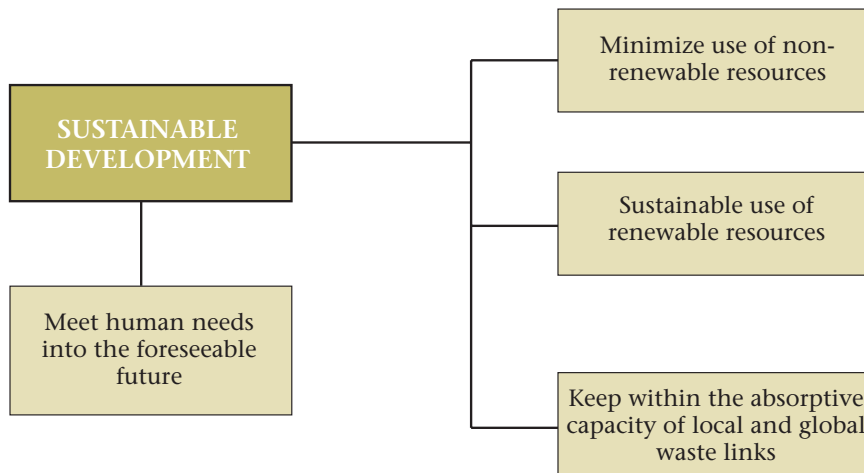 SUSTAINABLE
DEVELOPMENT
Meet human needs
into the foreseeable
future
Minimize use of non-
renewable resources
Sustainable use of
renewable resources
Keep within the absorptive
capacity of local and global
waste links